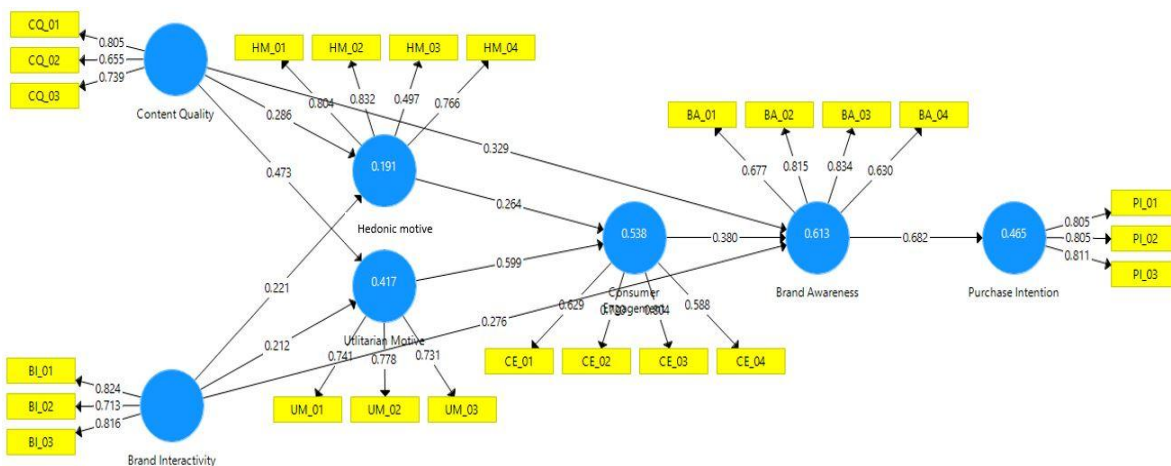 CQ_01
0.805
CQ_02
0.655
CQ_03
0.739
Content Quality
HM_01
HM_02
HM_03
HM_04
0.804
0.832
0.497
0.766
0.286
0.473
0.329
0.191
Hedonic motive
0.264
0.221
0.212
0.417
Utlitarian Motive
0.599
0.276
0.741
0.778
0.731
UM_01
UM_02
UM_03
BI_01
0.824
BI_02
0.713
BI_03
0.816
Brand Interactivity
0.538
Consumer
Engagement
0.629
0.804
0.588
CE_01
CE_02
CE_03
CE_04
0.380
BA_01
BA_02
BA_03
BA_04
0.677
0.815
0.834
0.630
0.613
Brand Awareness
0.682
0.465
Purchase Intention
PI_01
0.805
PI_02
0.805
PI_03
0.811